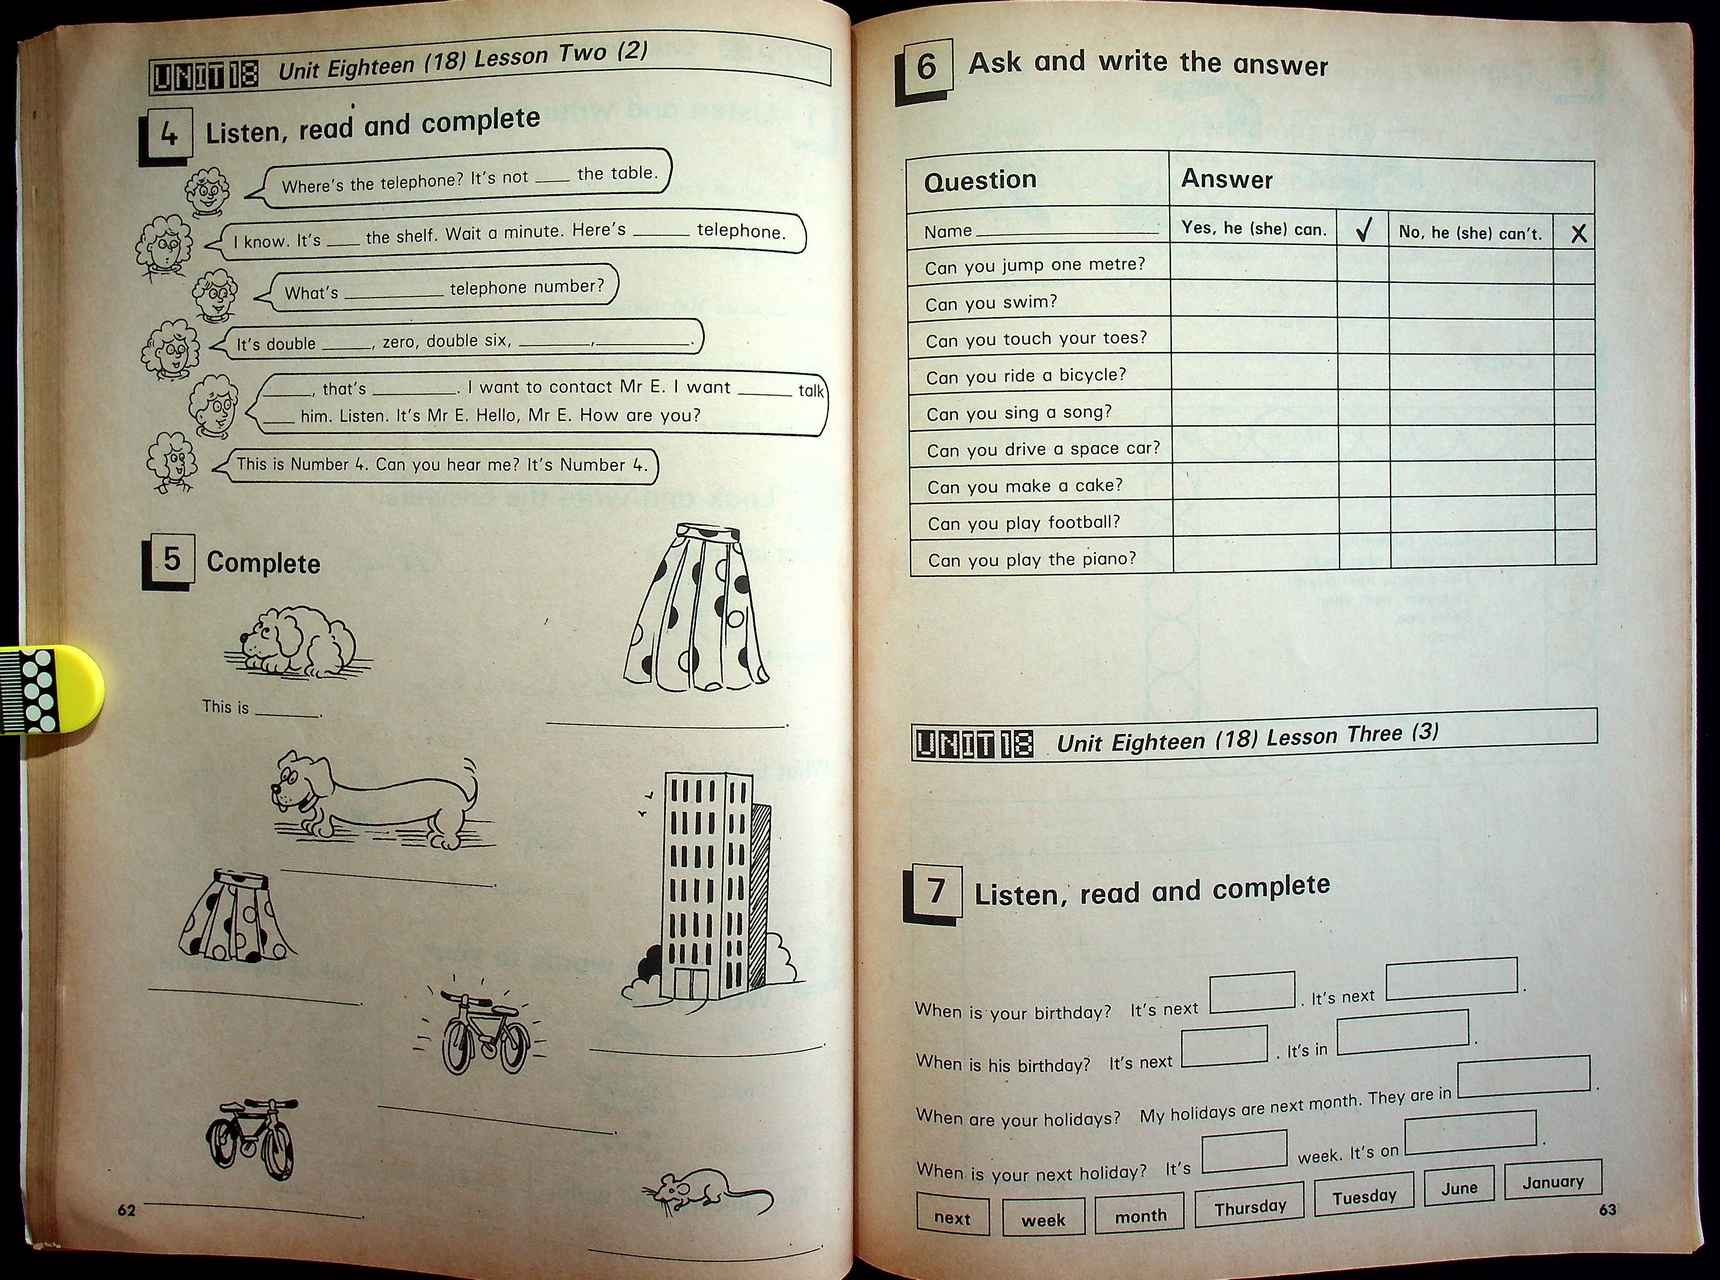 UNIT 18 Unit Eighteen (18) Lesson Two (2)
4 Listen, read and complete
Where's the telephone? It's not ____ the table.
I know. It's ____ the shelf. Wait a minute. Here's ______ telephone.
What's __________ telephone number?
It's double _____, zero, double six, _______, _________.
_____, that's ________. I want to contact Mr E. I want _____ talk
___ him. Listen. It's Mr E. Hello, Mr E. How are you?
This is Number 4. Can you hear me? It's Number 4.
5 Complete
This is ______.
62
6 Ask and write the answer
Question Answer
Name ____________________ Yes, he (she) can. ✓ No, he (she) can't. X
Can you jump one metre?
Can you swim?
Can you touch your toes?
Can you ride a bicycle?
Can you sing a song?
Can you drive a space car?
Can you make a cake?
Can you play football?
Can you play the piano?
UNIT 18 Unit Eighteen (18) Lesson Three (3)
7 Listen, read and complete
When is your birthday? It's next . It's next .
When is his birthday? It's next . It's in .
When are your holidays? My holidays are next month. They are in .
When is your next holiday? It's week. It's on .
next week month Thursday Tuesday June January
63